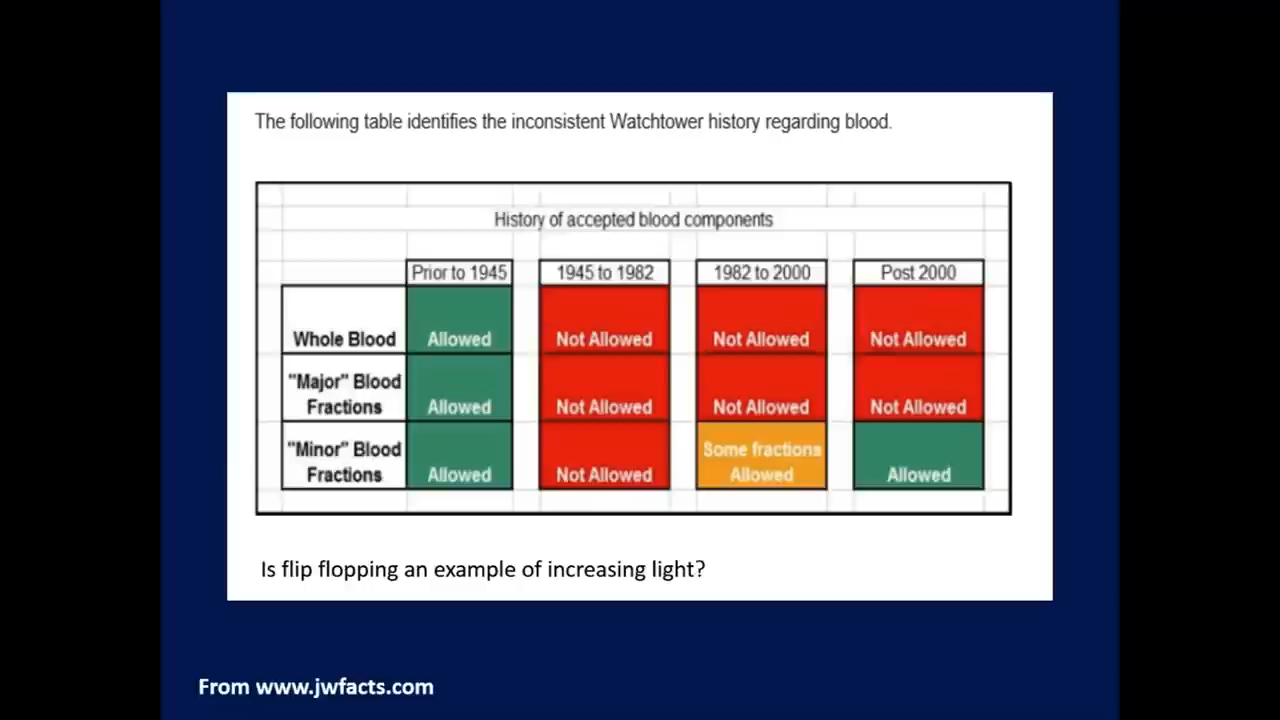 The following table identifies the inconsistent Watchtower history regarding blood.
History of accepted blood components
Prior to 1945 1945 to 1982 1982 to 2000 Post 2000
Whole Blood Allowed Not Allowed Not Allowed Not Allowed
"Major" Blood
Fractions Allowed Not Allowed Not Allowed Not Allowed
"Minor" Blood Some fractions
Fractions Allowed Not Allowed Allowed Allowed
Is flip flopping an example of increasing light?
From www.jwfacts.com